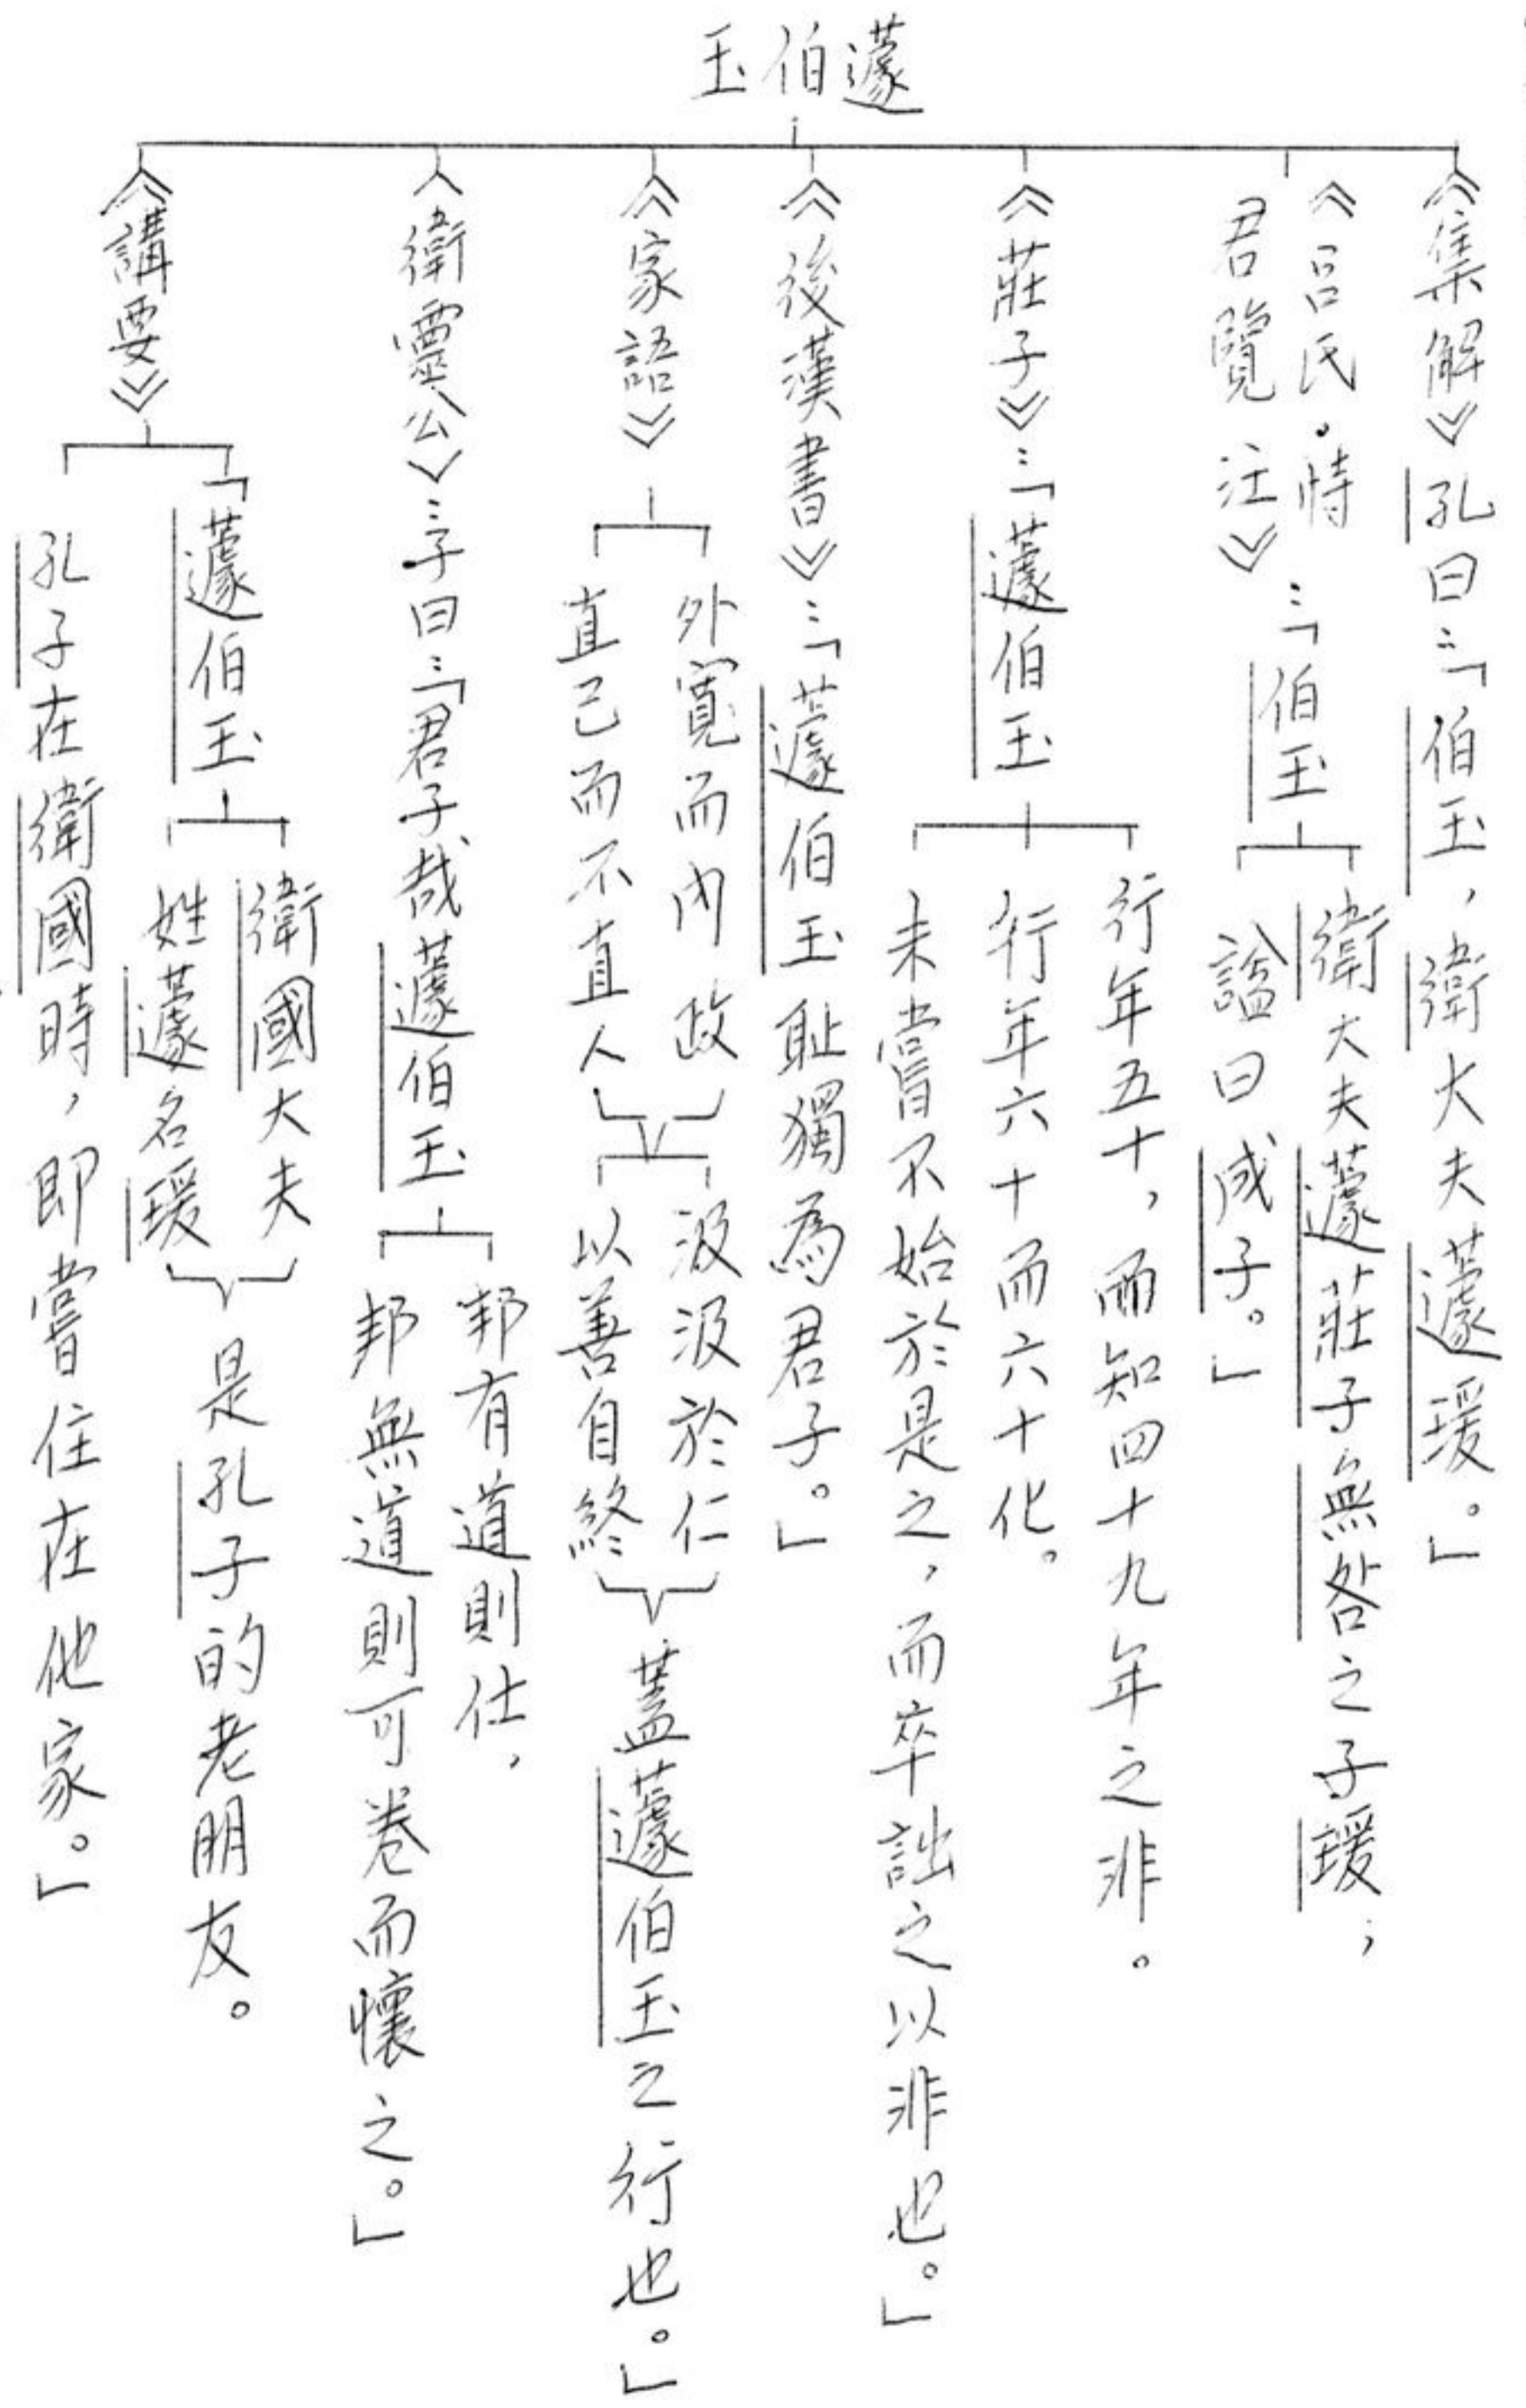 蘧伯玉
《集解》孔曰：「伯玉，衛大夫蘧瑗。」
《呂氏．恃
君覽 注》：「伯玉
衛大夫蘧莊子無咎之子瑗；
謚曰成子。」
《莊子》：「蘧伯玉
行年五十，而知四十九年之非。
行年六十而六十化。
未嘗不始於是之，而卒詘之以非也。」
《後漢書》：「蘧伯玉恥獨為君子。」
《家語》
外寬而內政
直己而不直人
汲汲於仁
以善自終
蓋蘧伯玉之行也。」
〈衛靈公〉：子曰：「君子哉蘧伯玉
邦有道則仕，
邦無道則可卷而懷之。」
《講要》
「蘧伯玉
衛國大夫
姓蘧名瑗
是孔子的老朋友。
孔子在衛國時，即嘗住在他家。」